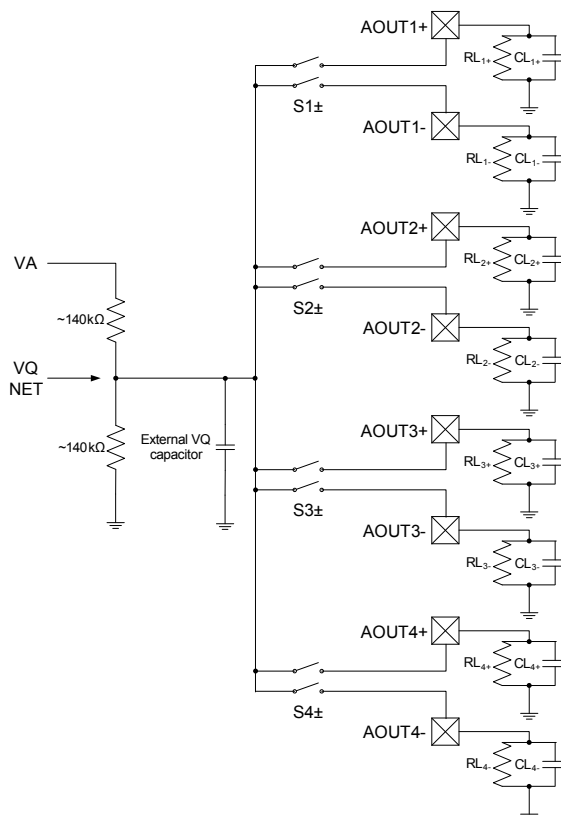 AOUT1+
RL1+ CL1+
S1±
AOUT1-
RL1- CL1-
AOUT2+
RL2+ CL2+
VA
S2±
~140kΩ
AOUT2-
RL2- CL2-
VQ
NET
AOUT3+
~140kΩ
External VQ
capacitor
RL3+ CL3+
S3±
AOUT3-
RL3- CL3-
AOUT4+
RL4+ CL4+
S4±
AOUT4-
RL4- CL4-